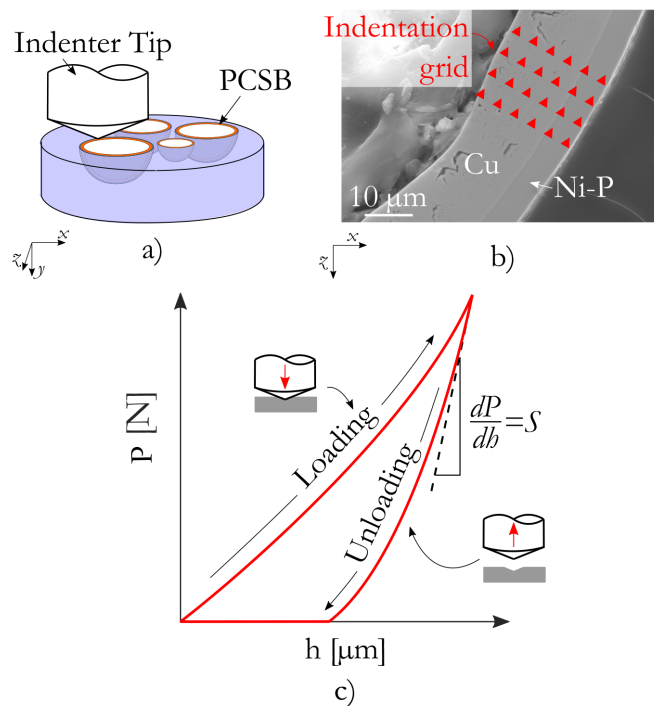 Indenter Tip
PCSB
x
z
y
a)
Indentation
grid
Cu
Ni-P
10 μm
x
z
b)
P [N]
Loading
Unloading
dP/dh=S
h [μm]
c)